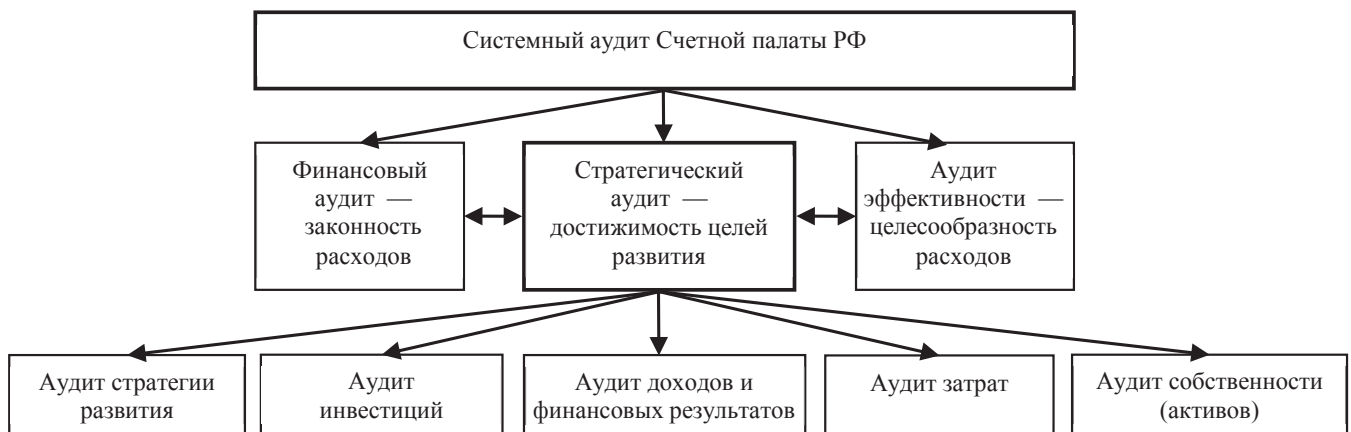 Системный аудит Счетной палаты РФ
Финансовый
аудит —
законность
расходов
Стратегический
аудит —
достижимость целей
развития
Аудит
эффективности —
целесообразность
расходов
Аудит стратегии
развития
Аудит
инвестиций
Аудит доходов и
финансовых результатов
Аудит затрат
Аудит собственности
(активов)